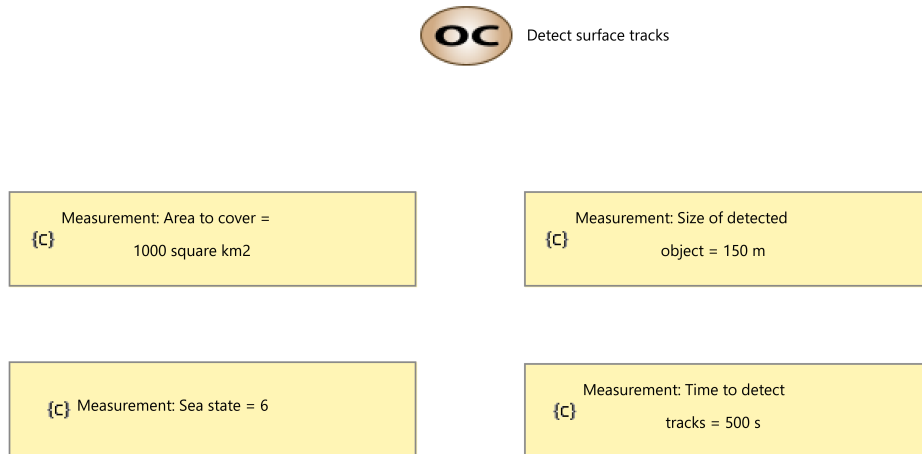 OC Detect surface tracks
{c} Measurement: Area to cover =
1000 square km2
{c} Measurement: Size of detected
object = 150 m
{c} Measurement: Sea state = 6
{c} Measurement: Time to detect
tracks = 500 s